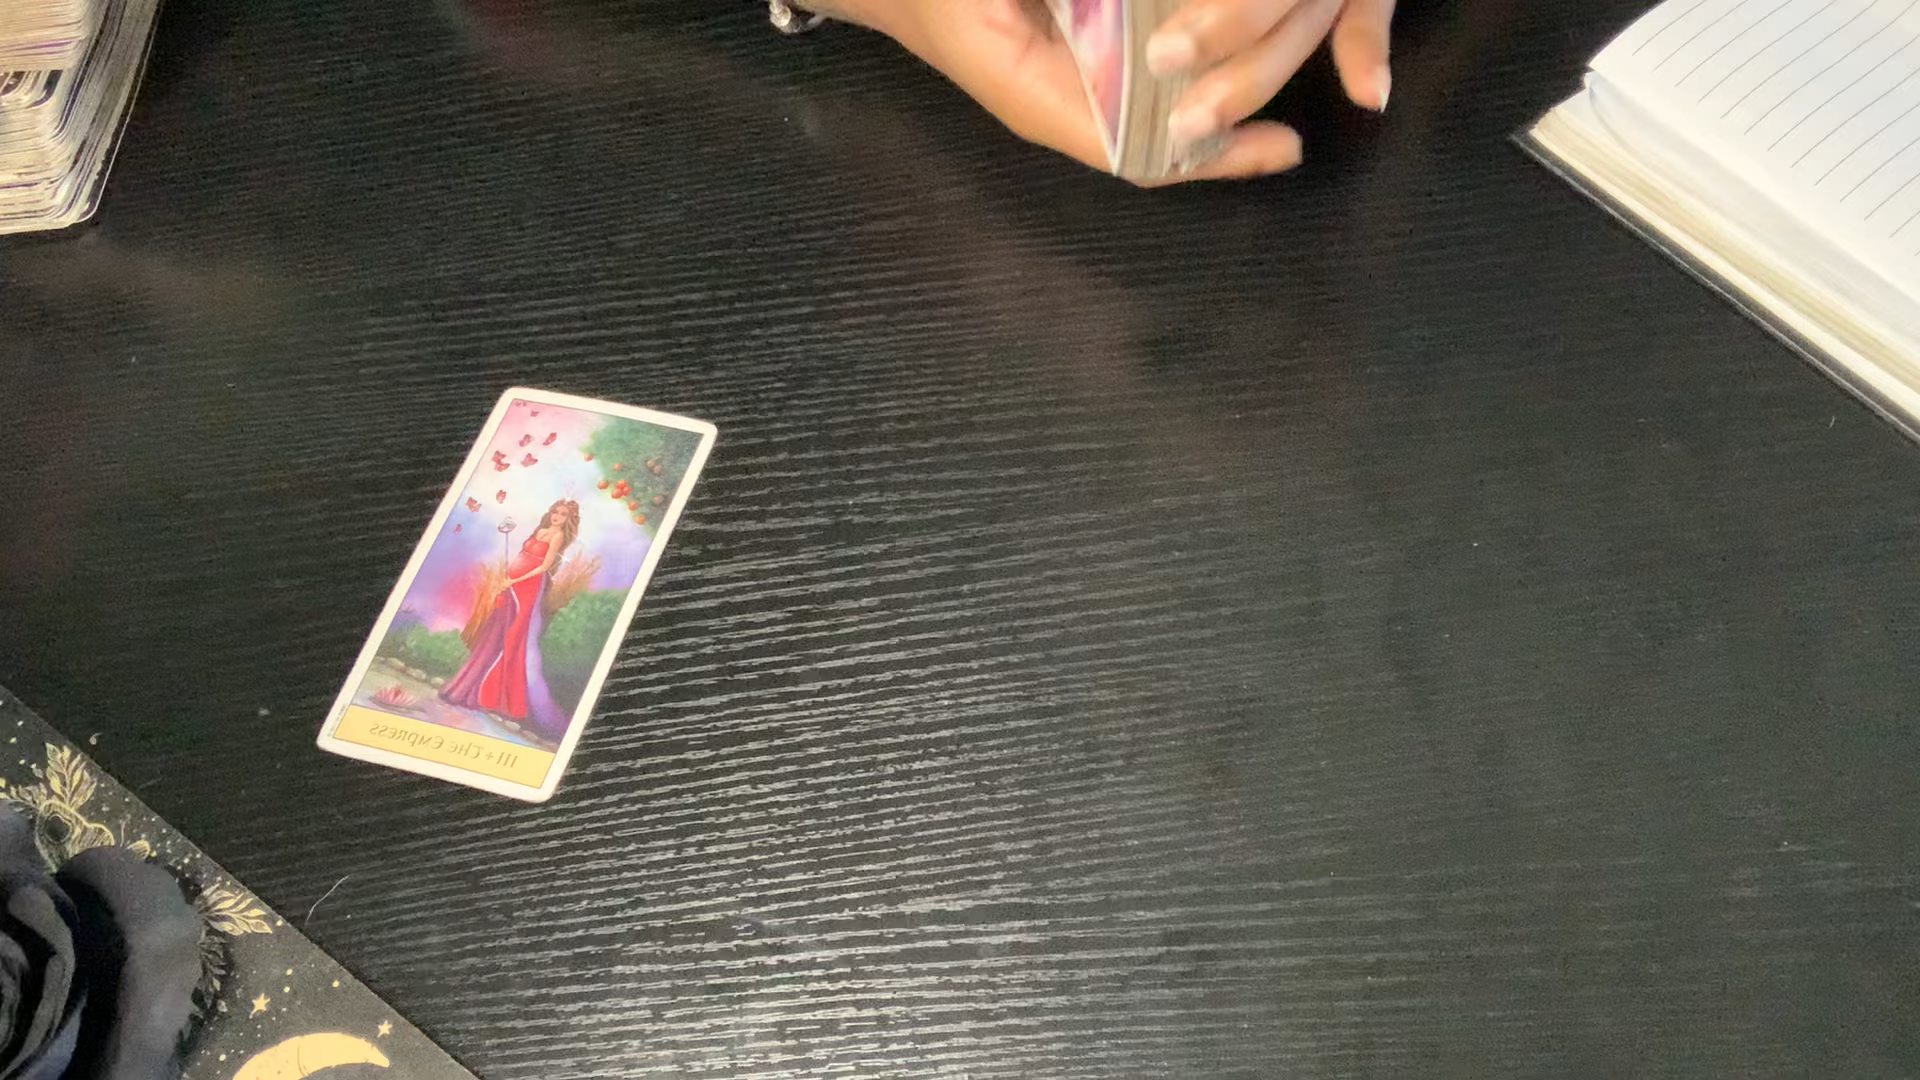 III + The Empress